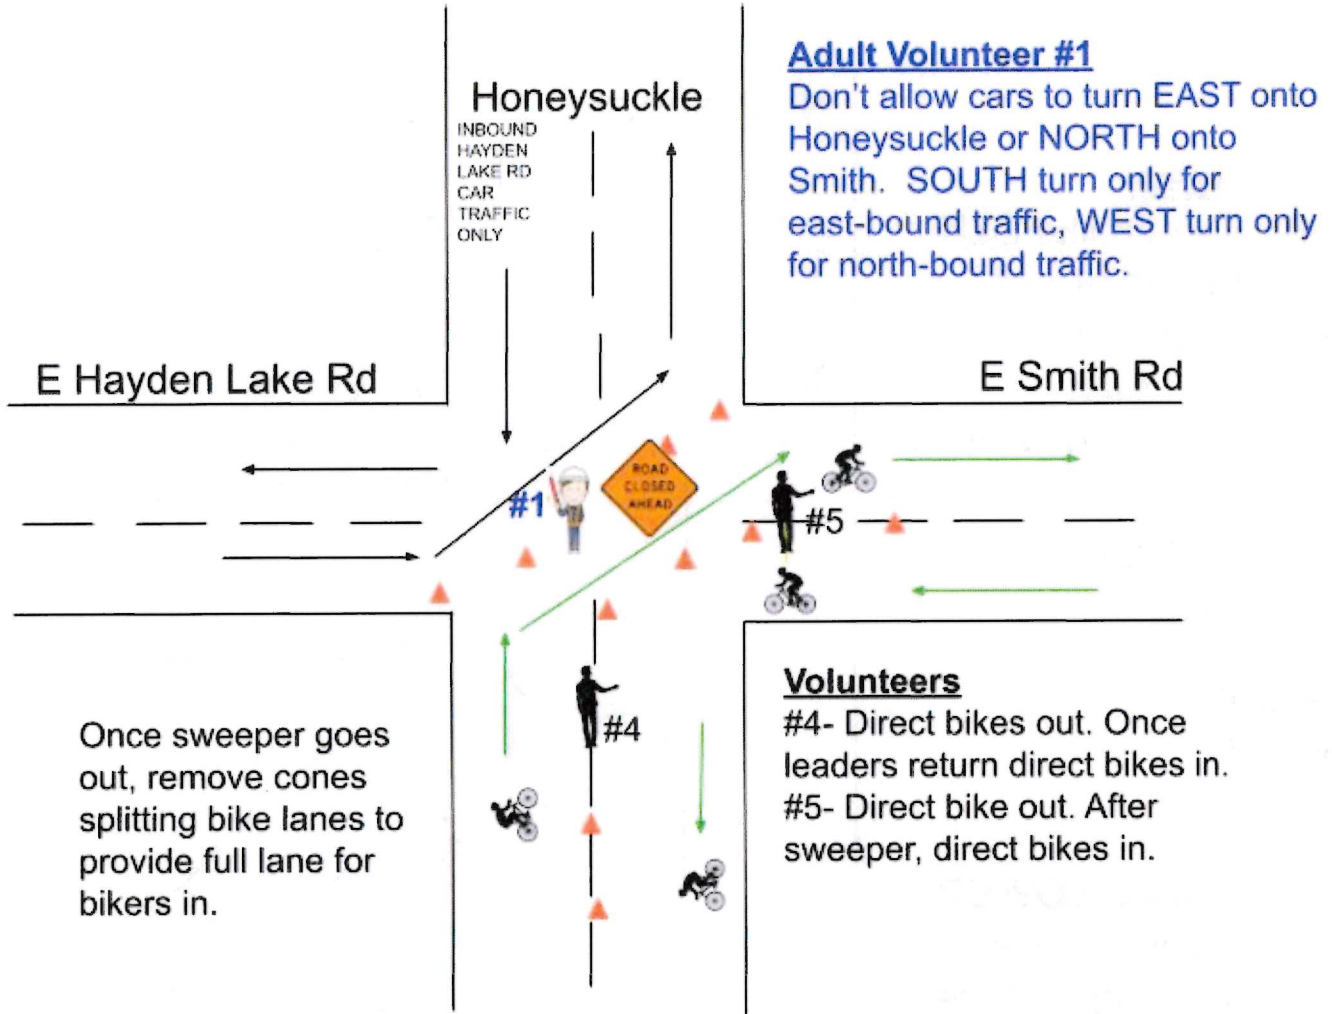 Honeysuckle
INBOUND
HAYDEN
LAKE RD
CAR
TRAFFIC
ONLY
Adult Volunteer #1
Don't allow cars to turn EAST onto
Honeysuckle or NORTH onto
Smith.  SOUTH turn only for
east-bound traffic, WEST turn only
for north-bound traffic.
E Hayden Lake Rd
E Smith Rd
#1
ROAD
CLOSED
AHEAD
#5
#4
Once sweeper goes
out, remove cones
splitting bike lanes to
provide full lane for
bikers in.
Volunteers
#4- Direct bikes out. Once
leaders return direct bikes in.
#5- Direct bike out. After
sweeper, direct bikes in.